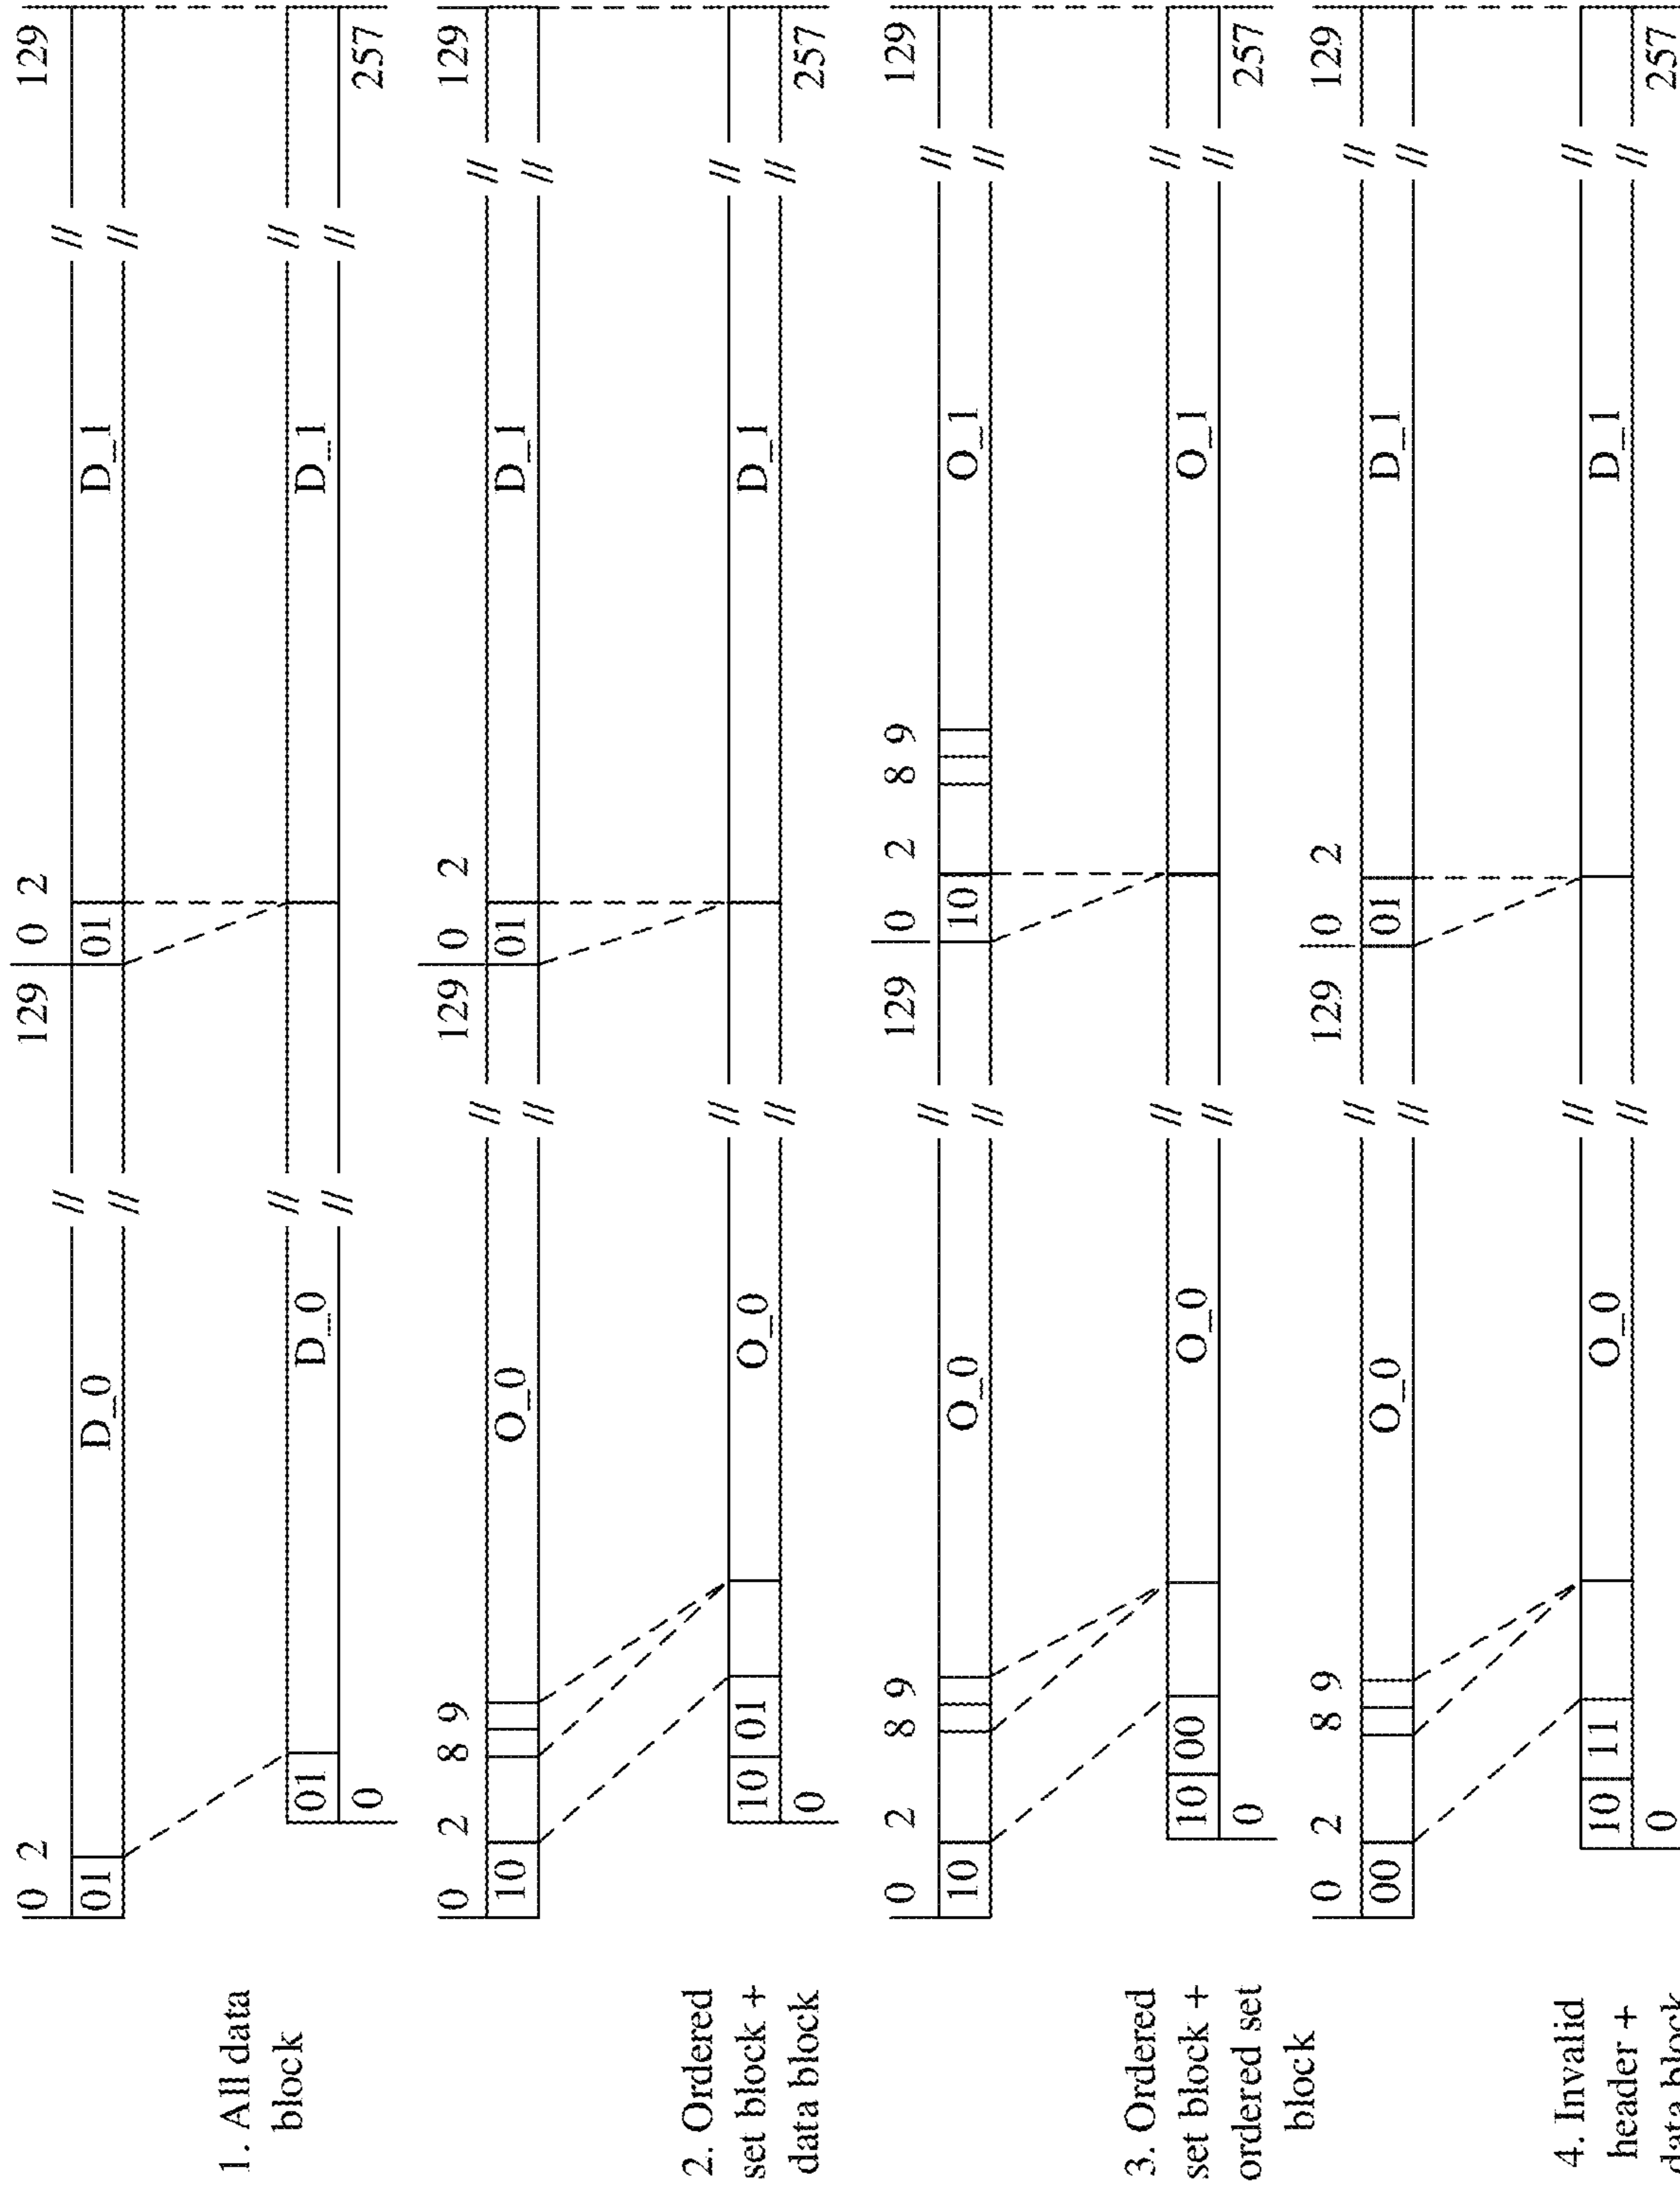 0 2 129 0 2 129
01 D_0 01 D_1
1. All data
block
01 D_0 D_1
0 257
0 2 8 9 129 0 2 129
10 O_0 01 D_1
2. Ordered
set block +
data block
10 01 O_0 D_1
0 257
0 2 8 9 129 0 2 8 9 129
10 O_0 10 O_1
3. Ordered
set block +
ordered set
block
10 00 O_0 O_1
0 257
0 2 8 9 129 0 2 129
00 O_0 01 D_1
4. Invalid
header +
data block
10 11 O_0 D_1
0 257